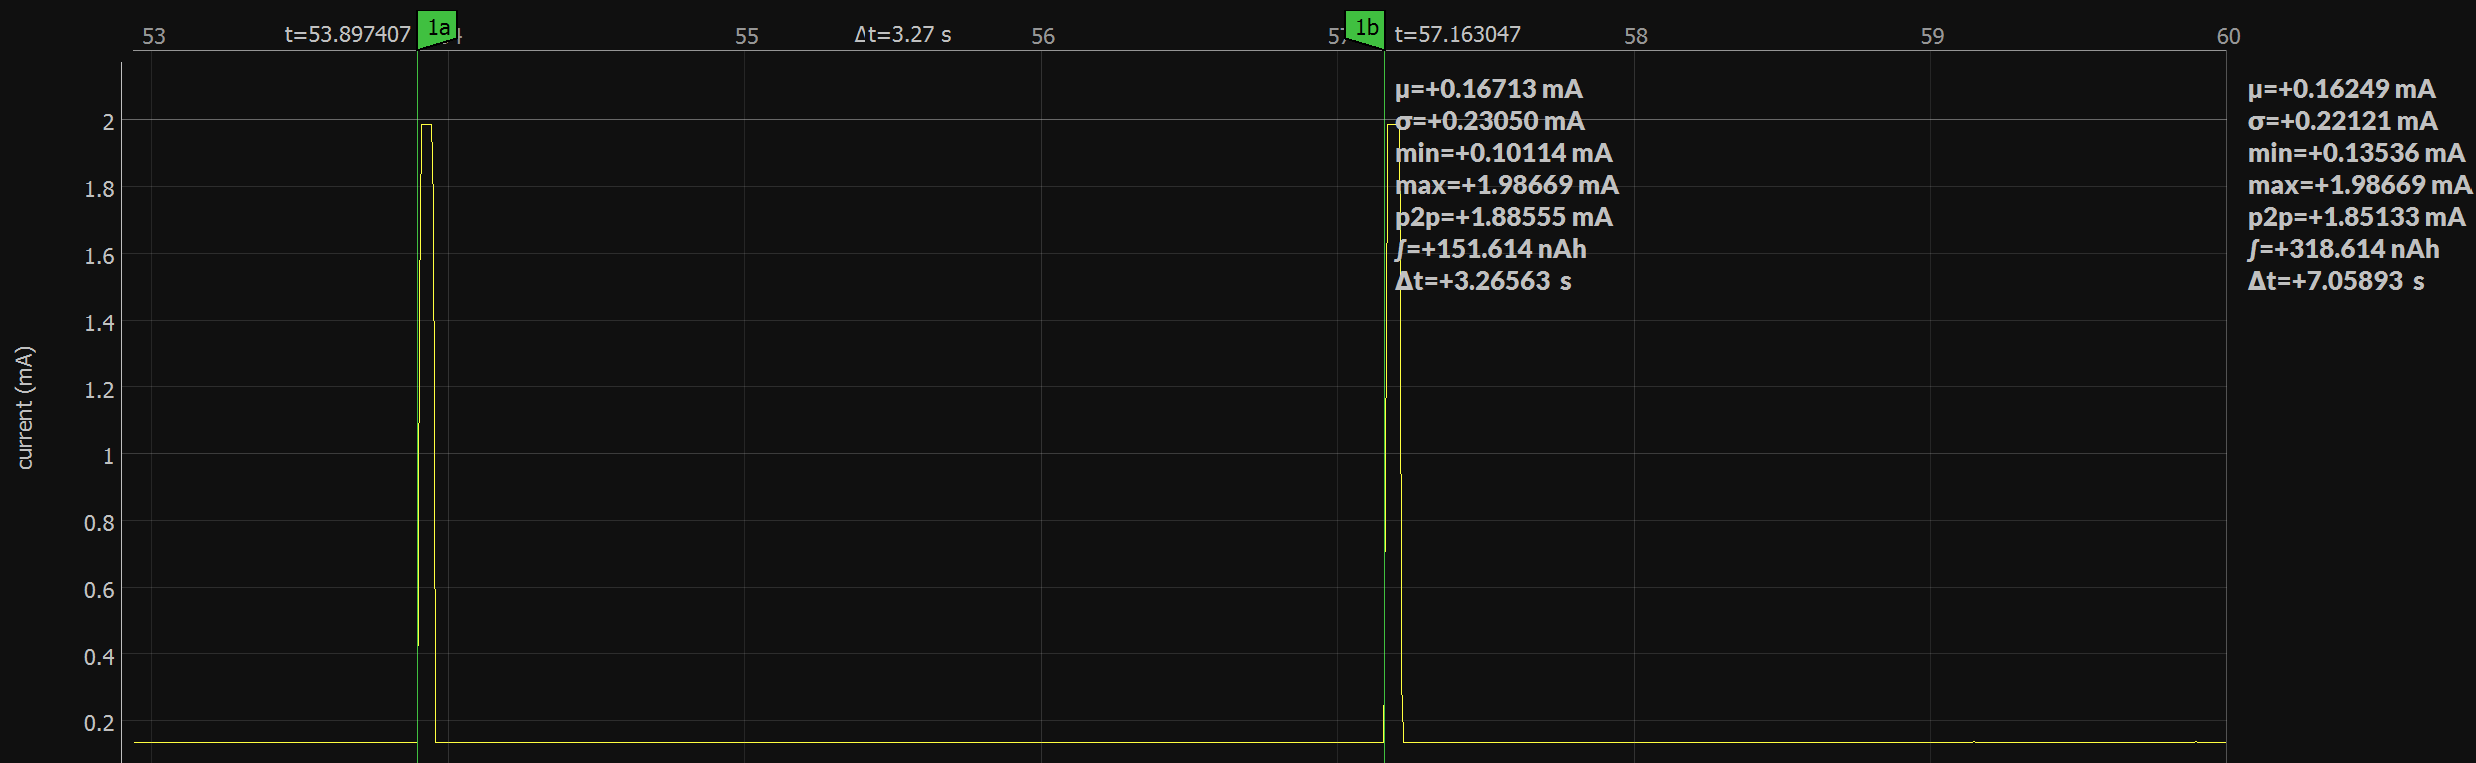 53 t=53.897407 1a 55 Δt=3.27 s 56 1b t=57.163047 58 59 60
μ=+0.16713 mA
σ=+0.23050 mA
min=+0.10114 mA
max=+1.98669 mA
p2p=+1.88555 mA
∫=+151.614 nAh
Δt=+3.26563 s
μ=+0.16249 mA
σ=+0.22121 mA
min=+0.13536 mA
max=+1.98669 mA
p2p=+1.85133 mA
∫=+318.614 nAh
Δt=+7.05893 s
2
1.8
1.6
1.4
1.2
1
0.8
0.6
0.4
0.2
current (mA)